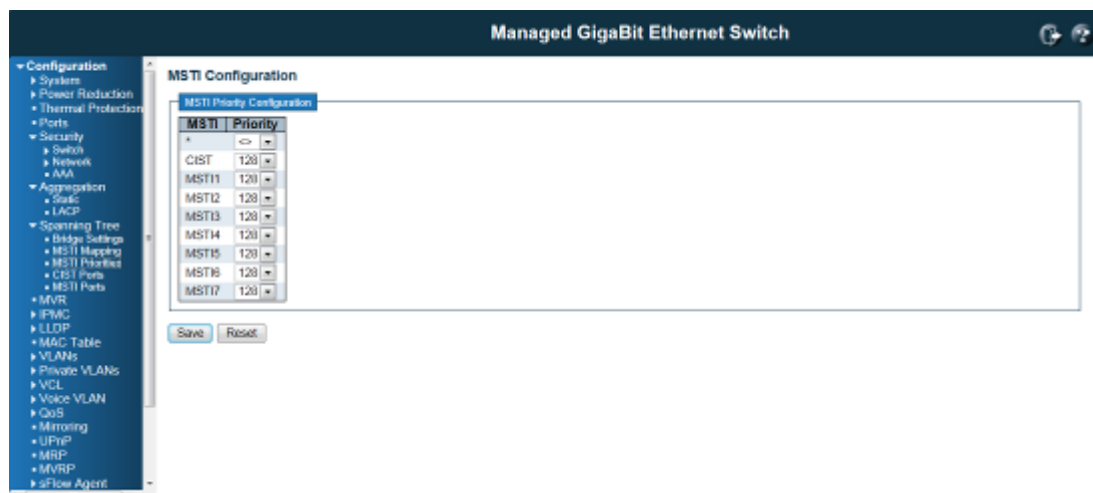 Managed GigaBit Ethernet Switch
Configuration
System
Power Reduction
Thermal Protection
Ports
Security
Switch
Network
AAA
Aggregation
Static
LACP
Spanning Tree
Bridge Settings
MSTI Mapping
MSTI Priorities
CIST Ports
MSTI Ports
MVR
IPMC
LLDP
MAC Table
VLANs
Private VLANs
VCL
Voice VLAN
QoS
Mirroring
UPnP
MRP
MVRP
sFlow Agent
MSTI Configuration
MSTI Priority Configuration
MSTI Priority
* <>
CIST 128
MSTI1 128
MSTI2 128
MSTI3 128
MSTI4 128
MSTI5 128
MSTI6 128
MSTI7 128
Save Reset